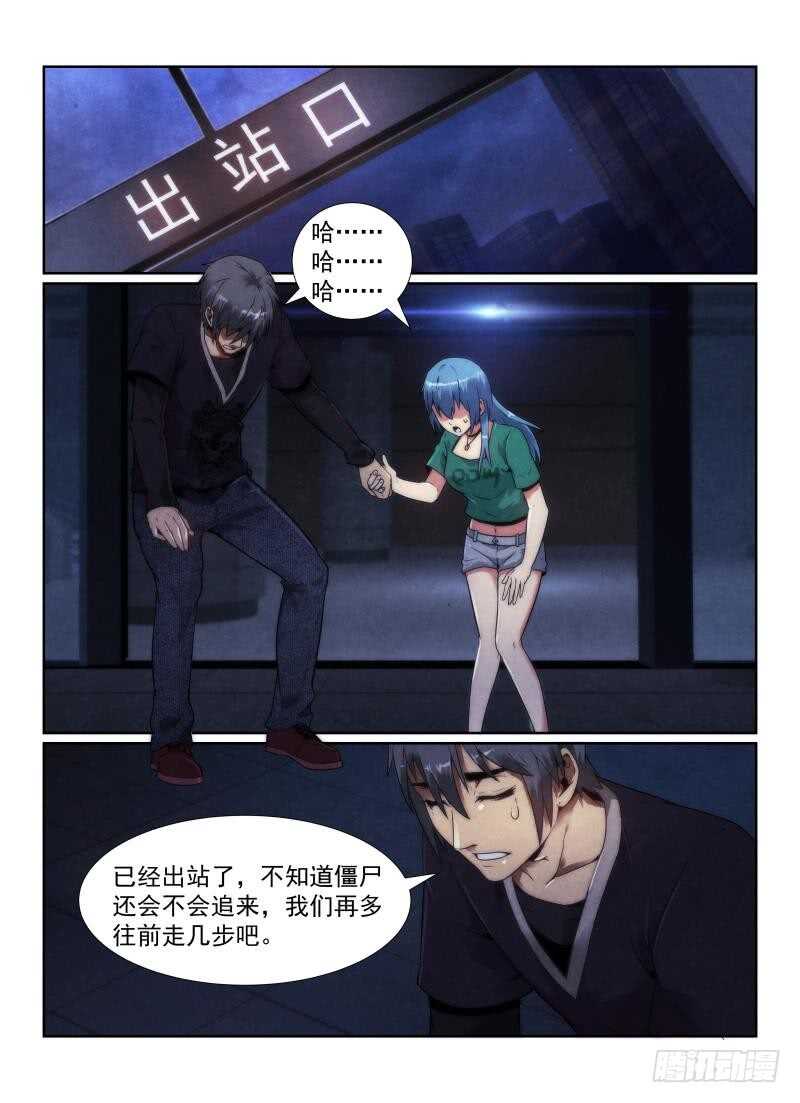 出站口
哈……
哈……
哈……
已经出站了，不知道僵尸
还会不会追来，我们再多
往前走几步吧。
腾讯动漫